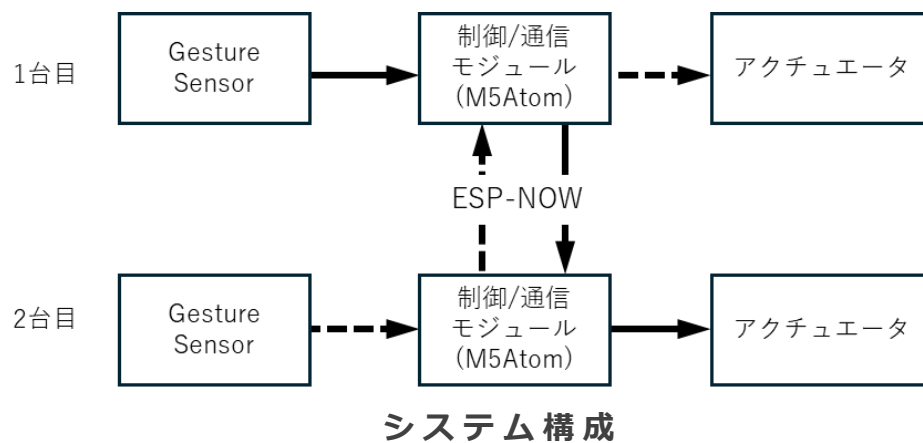 1台目
Gesture
Sensor
制御/通信
モジュール
(M5Atom)
アクチュエータ
ESP-NOW
2台目
Gesture
Sensor
制御/通信
モジュール
(M5Atom)
アクチュエータ
システム構成